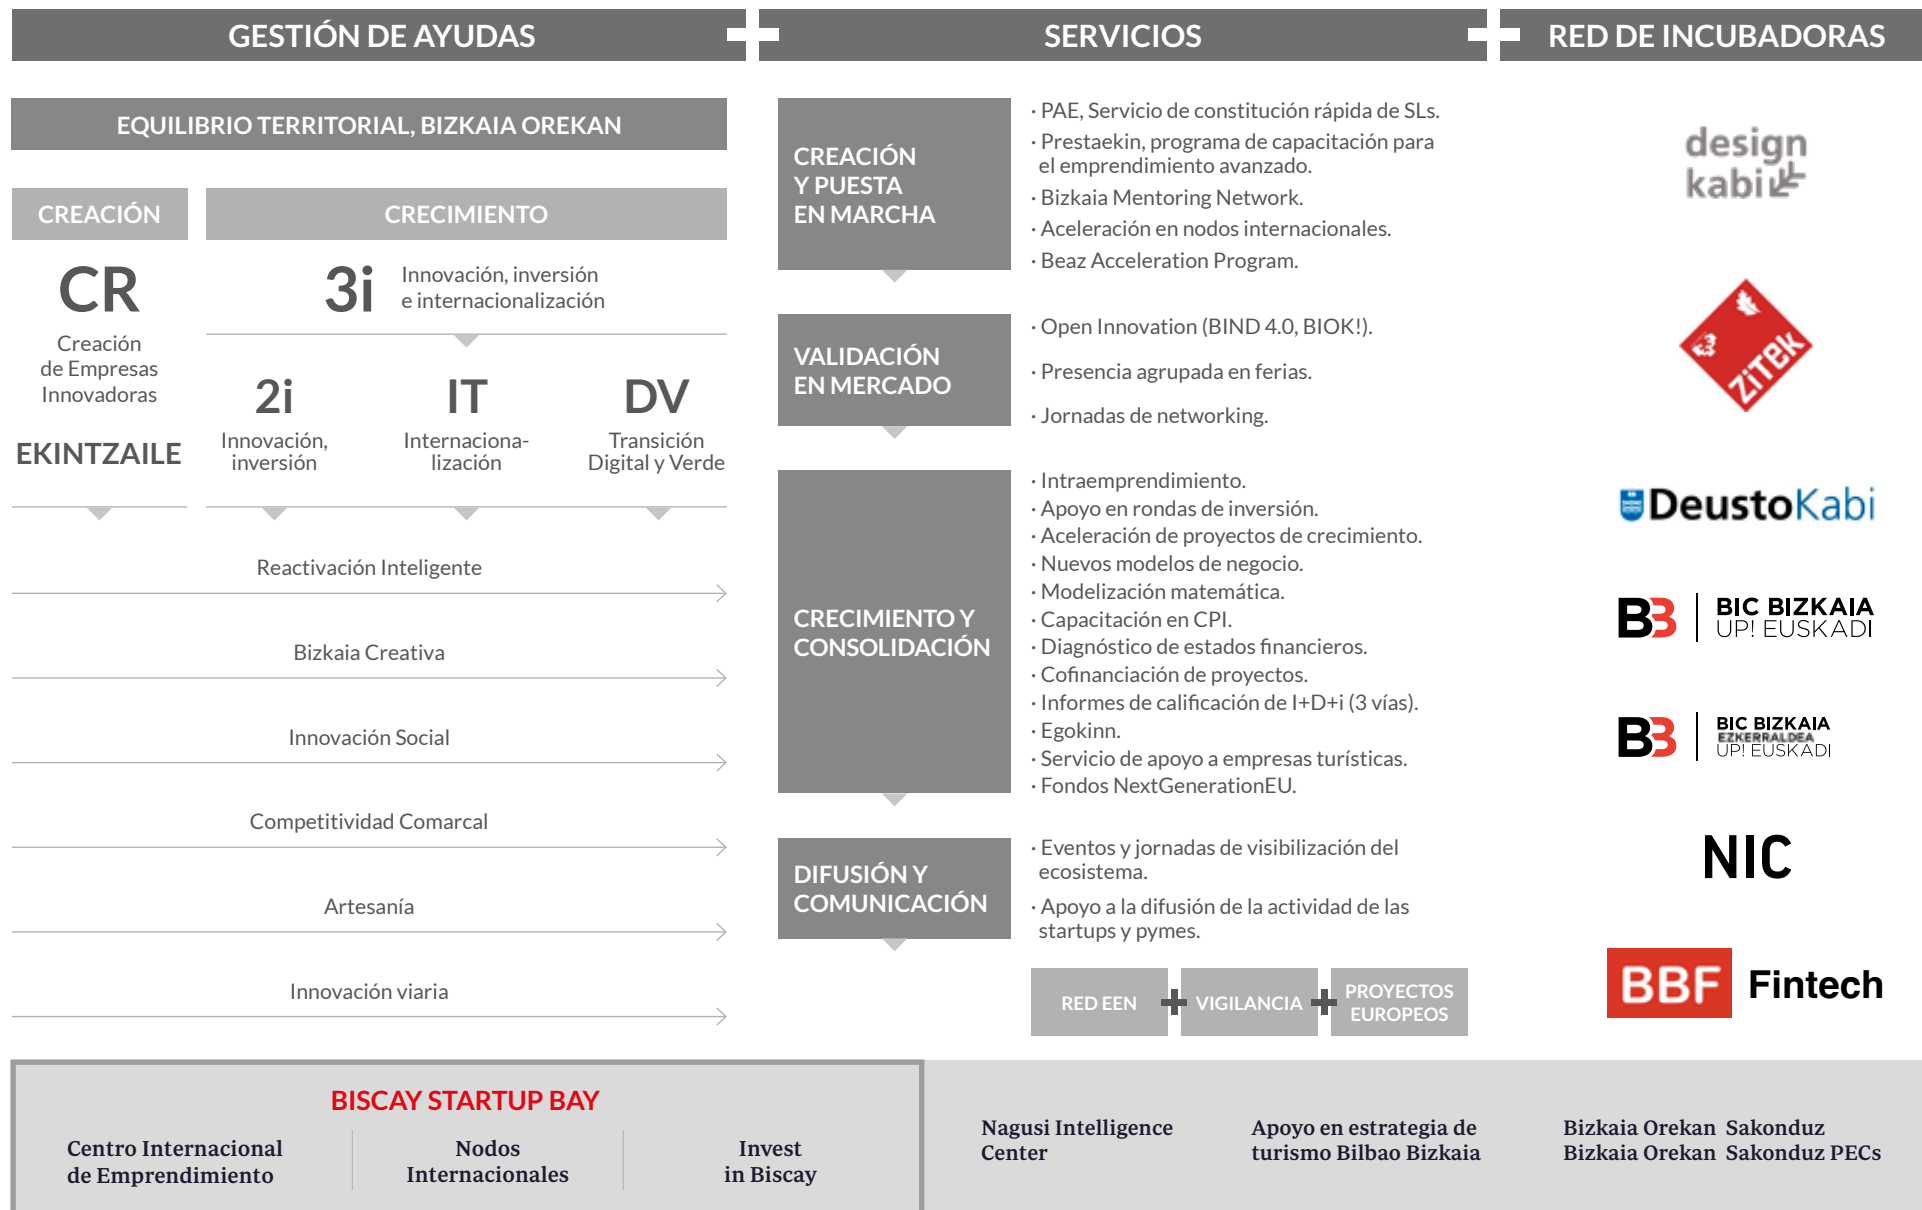 GESTIÓN DE AYUDAS
EQUILIBRIO TERRITORIAL, BIZKAIA OREKAN
CREACIÓN
CR
Creación
de Empresas
Innovadoras
EKINTZAILE
CRECIMIENTO
3i
Innovación, inversión
e internacionalización
2i
Innovación,
inversión
IT
Internaciona-
lización
DV
Transición
Digital y Verde
Reactivación Inteligente
Bizkaia Creativa
Innovación Social
Competitividad Comarcal
Artesanía
Innovación viaria
SERVICIOS
CREACIÓN
Y PUESTA
EN MARCHA
· PAE, Servicio de constitución rápida de SLs.
· Prestaekin, programa de capacitación para
el emprendimiento avanzado.
· Bizkaia Mentoring Network.
· Aceleración en nodos internacionales.
· Beaz Acceleration Program.
VALIDACIÓN
EN MERCADO
· Open Innovation (BIND 4.0, BIOK!).
· Presencia agrupada en ferias.
· Jornadas de networking.
CRECIMIENTO Y
CONSOLIDACIÓN
· Intraemprendimiento.
· Apoyo en rondas de inversión.
· Aceleración de proyectos de crecimiento.
· Nuevos modelos de negocio.
· Modelización matemática.
· Capacitación en CPI.
· Diagnóstico de estados financieros.
· Cofinanciación de proyectos.
· Informes de calificación de I+D+i (3 vías).
· Egokinn.
· Servicio de apoyo a empresas turísticas.
· Fondos NextGenerationEU.
DIFUSIÓN Y
COMUNICACIÓN
· Eventos y jornadas de visibilización del
ecosistema.
· Apoyo a la difusión de la actividad de las
startups y pymes.
RED EEN + VIGILANCIA + PROYECTOS
EUROPEOS
RED DE INCUBADORAS
design
kabi
ZITEK
DeustoKabi
BB
BIC BIZKAIA
UP! EUSKADI
BB
BIC BIZKAIA
EZKERRALDEA
UP! EUSKADI
NIC
BBF Fintech
BISCAY STARTUP BAY
Centro Internacional
de Emprendimiento
Nodos
Internacionales
Invest
in Biscay
Nagusi Intelligence
Center
Apoyo en estrategia de
turismo Bilbao Bizkaia
Bizkaia Orekan Sakonduz
Bizkaia Orekan Sakonduz PECs